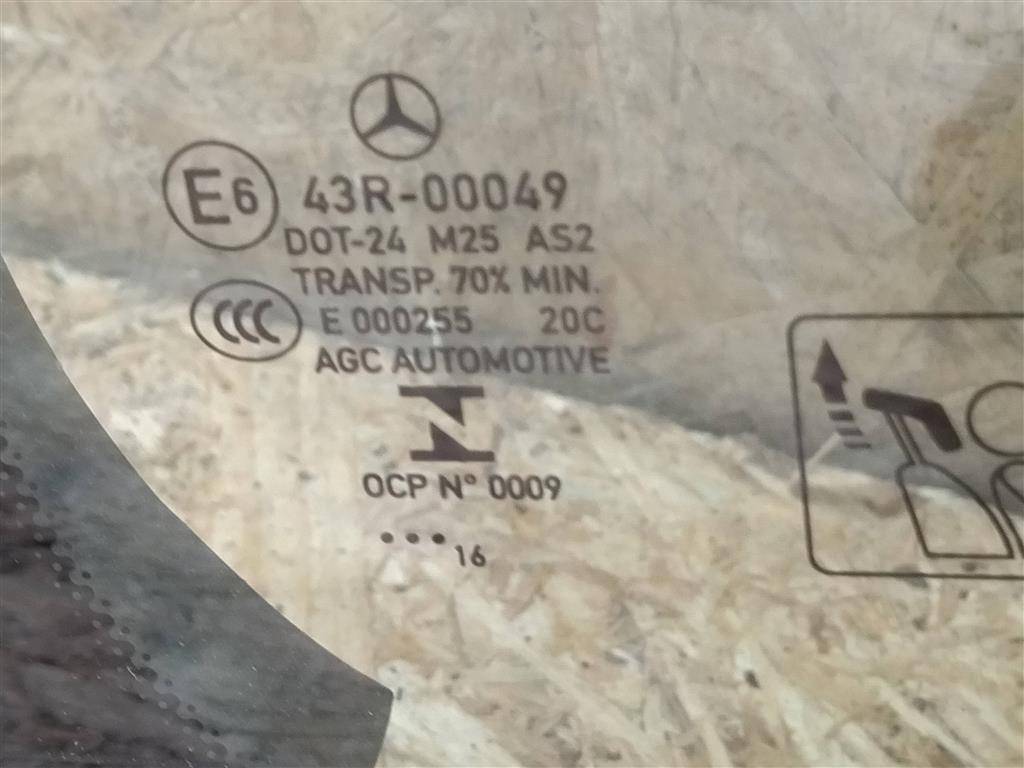 E6 43R-00049
DOT-24 M25 AS2
TRANSP. 70% MIN.
CCC E 000255 20C
AGC AUTOMOTIVE
OCP N° 0009
...16